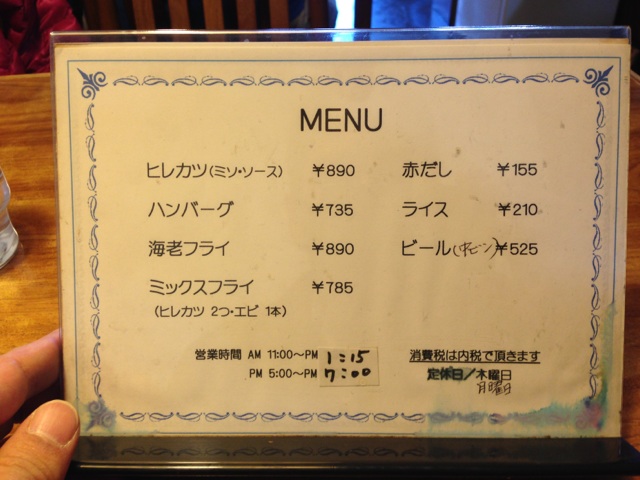 MENU
ヒレカツ(ミソ・ソース) ￥890
ハンバーグ ￥735
海老フライ ￥890
ミックスフライ ￥785
(ヒレカツ 2つ・エビ 1本)
赤だし ￥155
ライス ￥210
ビール(中ビン)￥525
営業時間 AM 11:00〜PM 1:15
PM 5:00〜PM 7:00
消費税は内税で頂きます
定休日/木曜日
月曜日